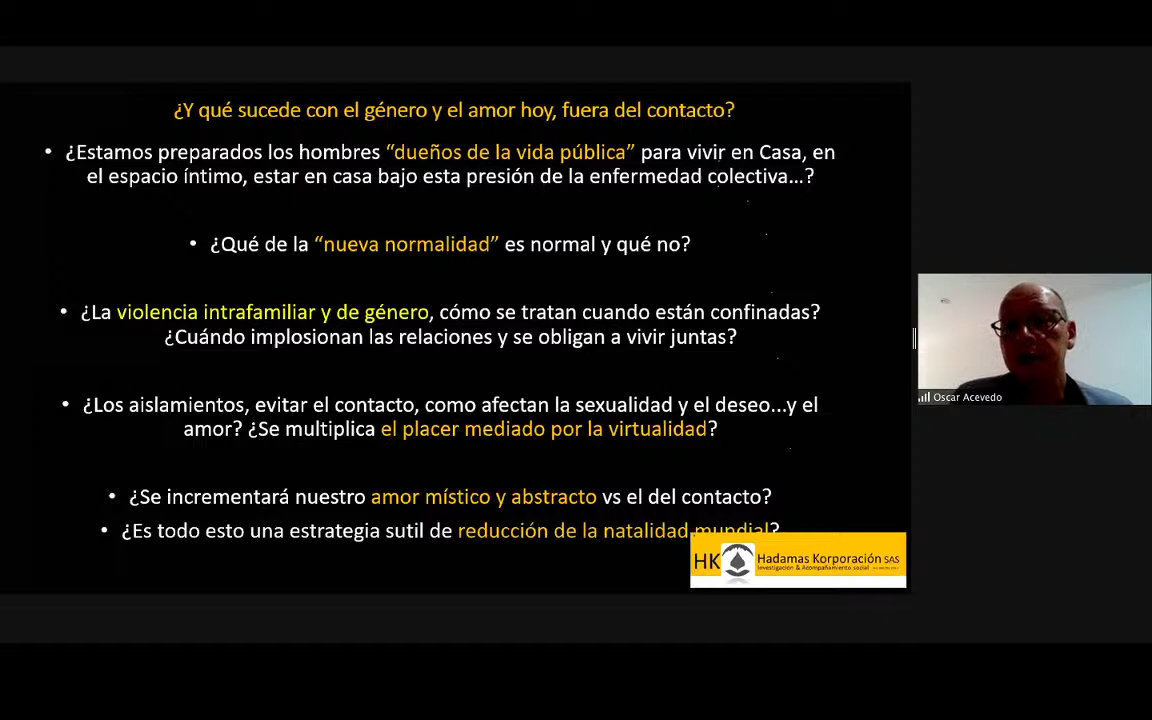 ¿Y qué sucede con el género y el amor hoy, fuera del contacto?
• ¿Estamos preparados los hombres “dueños de la vida pública” para vivir en Casa, en
el espacio íntimo, estar en casa bajo esta presión de la enfermedad colectiva...?
• ¿Qué de la “nueva normalidad” es normal y qué no?
• ¿La violencia intrafamiliar y de género, cómo se tratan cuando están confinadas?
¿Cuándo implosionan las relaciones y se obligan a vivir juntas?
• ¿Los aislamientos, evitar el contacto, como afectan la sexualidad y el deseo...y el
amor? ¿Se multiplica el placer mediado por la virtualidad?
• ¿Se incrementará nuestro amor místico y abstracto vs el del contacto?
• ¿Es todo esto una estrategia sutil de reducción de la natalidad mundial?
HK Hadamas Korporación SAS
Investigación & Acompañamiento social
Oscar Acevedo